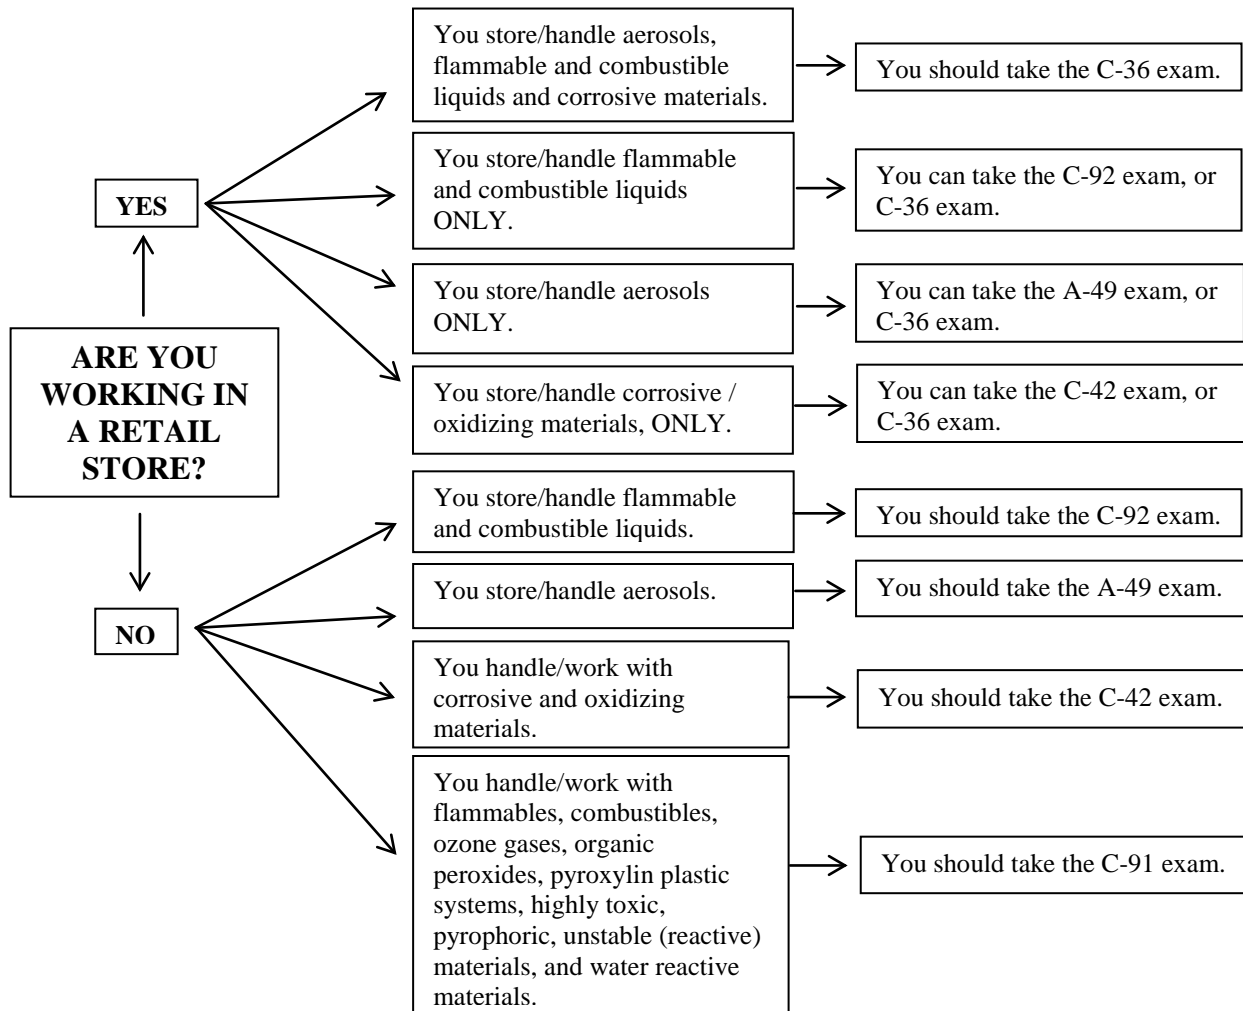 You store/handle aerosols,
flammable and combustible
liquids and corrosive materials.
You should take the C-36 exam.
YES
You store/handle flammable
and combustible liquids
ONLY.
You can take the C-92 exam, or
C-36 exam.
You store/handle aerosols
ONLY.
You can take the A-49 exam, or
C-36 exam.
ARE YOU
WORKING IN
A RETAIL
STORE?
You store/handle corrosive /
oxidizing materials, ONLY.
You can take the C-42 exam, or
C-36 exam.
You store/handle flammable
and combustible liquids.
You should take the C-92 exam.
NO
You store/handle aerosols.
You should take the A-49 exam.
You handle/work with
corrosive and oxidizing
materials.
You should take the C-42 exam.
You handle/work with
flammables, combustibles,
ozone gases, organic
peroxides, pyroxylin plastic
systems, highly toxic,
pyrophoric, unstable (reactive)
materials, and water reactive
materials.
You should take the C-91 exam.